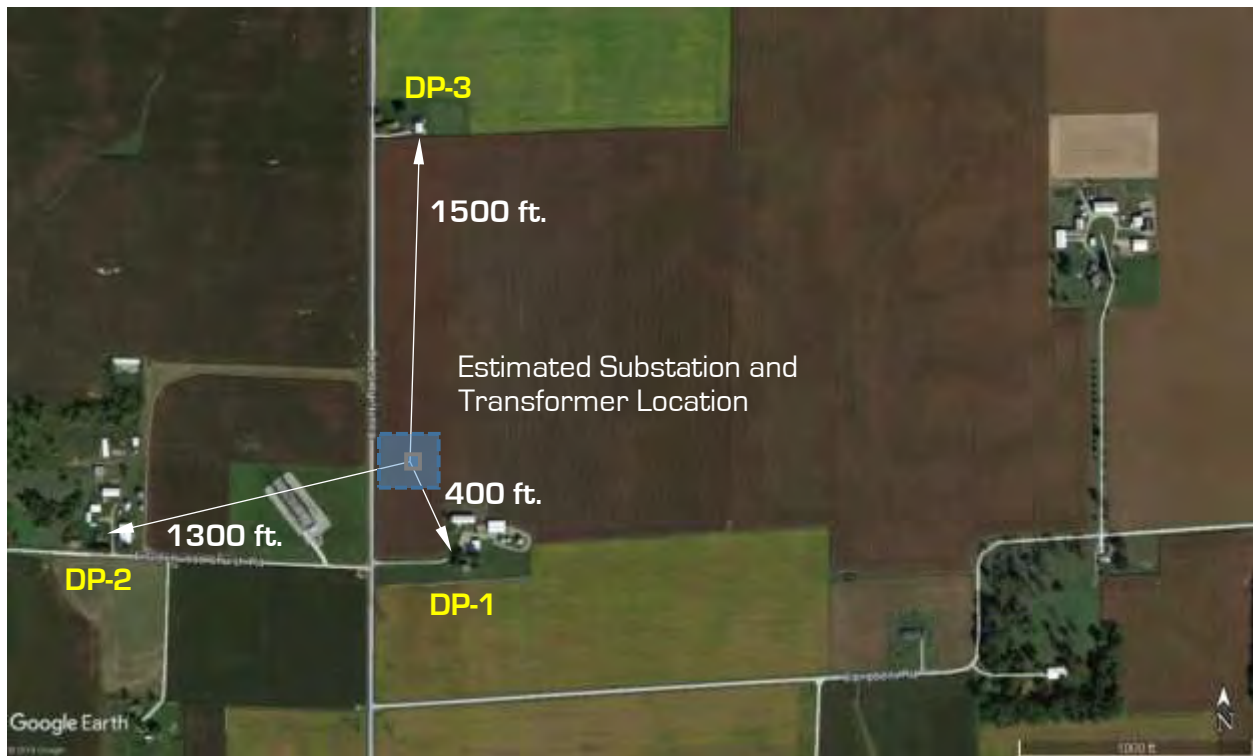 DP-3
1500 ft.
Estimated Substation and
Transformer Location
400 ft.
1300 ft.
DP-2
DP-1
Google Earth
N
1000 ft